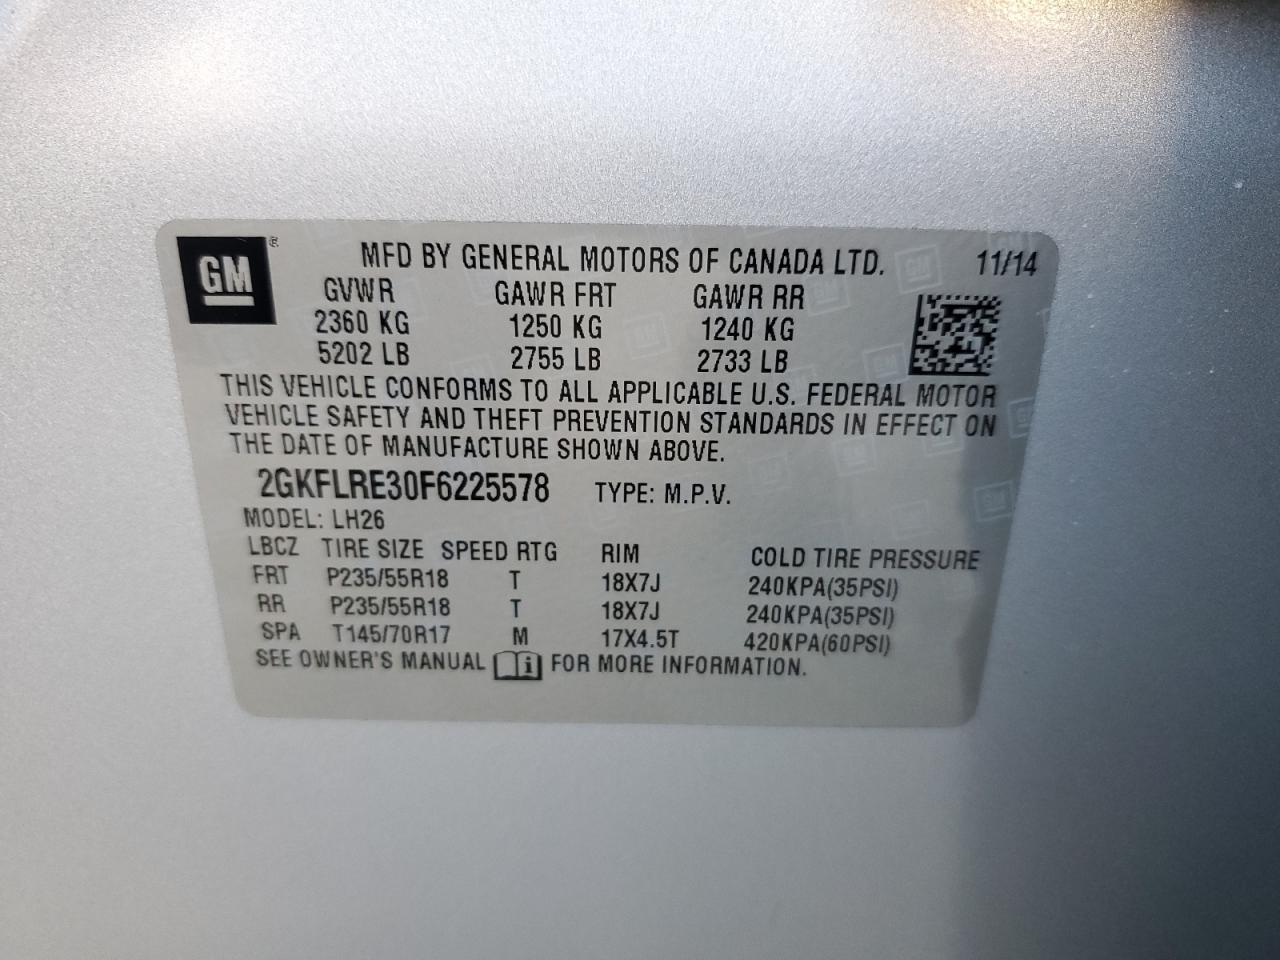 GM® MFD BY GENERAL MOTORS OF CANADA LTD. 11/14
GVWR GAWR FRT GAWR RR
2360 KG 1250 KG 1240 KG
5202 LB 2755 LB 2733 LB
THIS VEHICLE CONFORMS TO ALL APPLICABLE U.S. FEDERAL MOTOR
VEHICLE SAFETY AND THEFT PREVENTION STANDARDS IN EFFECT ON
THE DATE OF MANUFACTURE SHOWN ABOVE.
2GKFLRE30F6225578 TYPE: M.P.V.
MODEL: LH26
LBCZ TIRE SIZE SPEED RTG RIM COLD TIRE PRESSURE
FRT P235/55R18 T 18X7J 240KPA(35PSI)
RR P235/55R18 T 18X7J 240KPA(35PSI)
SPA T145/70R17 M 17X4.5T 420KPA(60PSI)
SEE OWNER'S MANUAL i FOR MORE INFORMATION.